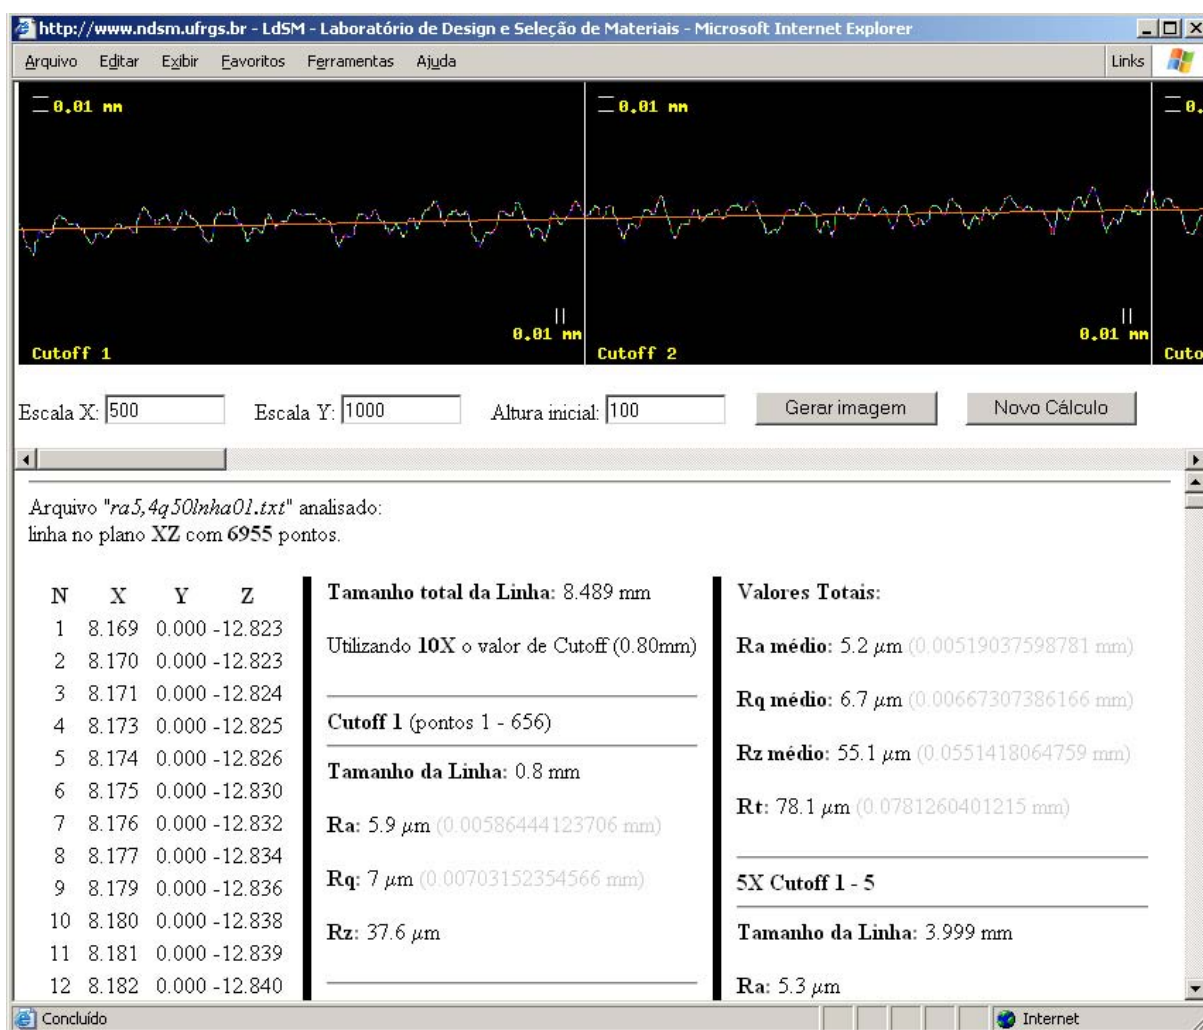 http://www.ndsm.ufrgs.br - LdSM - Laboratório de Design e Seleção de Materiais - Microsoft Internet Explorer
Arquivo Editar Exibir Favoritos Ferramentas Ajuda Links
0.01 mm 0.01 mm 0.
0.01 mm 0.01 mm
Cutoff 1 Cutoff 2 Cuto
Escala X: 500 Escala Y: 1000 Altura inicial: 100 Gerar imagem Novo Cálculo
Arquivo "ra5,4q50lnha01.txt" analisado:
linha no plano XZ com 6955 pontos.
N X Y Z
1 8.169 0.000 -12.823
2 8.170 0.000 -12.823
3 8.171 0.000 -12.824
4 8.173 0.000 -12.825
5 8.174 0.000 -12.826
6 8.175 0.000 -12.830
7 8.176 0.000 -12.832
8 8.177 0.000 -12.834
9 8.179 0.000 -12.836
10 8.180 0.000 -12.838
11 8.181 0.000 -12.839
12 8.182 0.000 -12.840
Tamanho total da Linha: 8.489 mm
Utilizando 10X o valor de Cutoff (0.80mm)
Cutoff 1 (pontos 1 - 656)
Tamanho da Linha: 0.8 mm
Ra: 5.9 μm (0.00586444123706 mm)
Rq: 7 μm (0.00703152354566 mm)
Rz: 37.6 μm
Valores Totais:
Ra médio: 5.2 μm (0.00519037598781 mm)
Rq médio: 6.7 μm (0.00667307386166 mm)
Rz médio: 55.1 μm (0.0551418064759 mm)
Rt: 78.1 μm (0.0781260401215 mm)
5X Cutoff 1 - 5
Tamanho da Linha: 3.999 mm
Ra: 5.3 μm
Concluído Internet